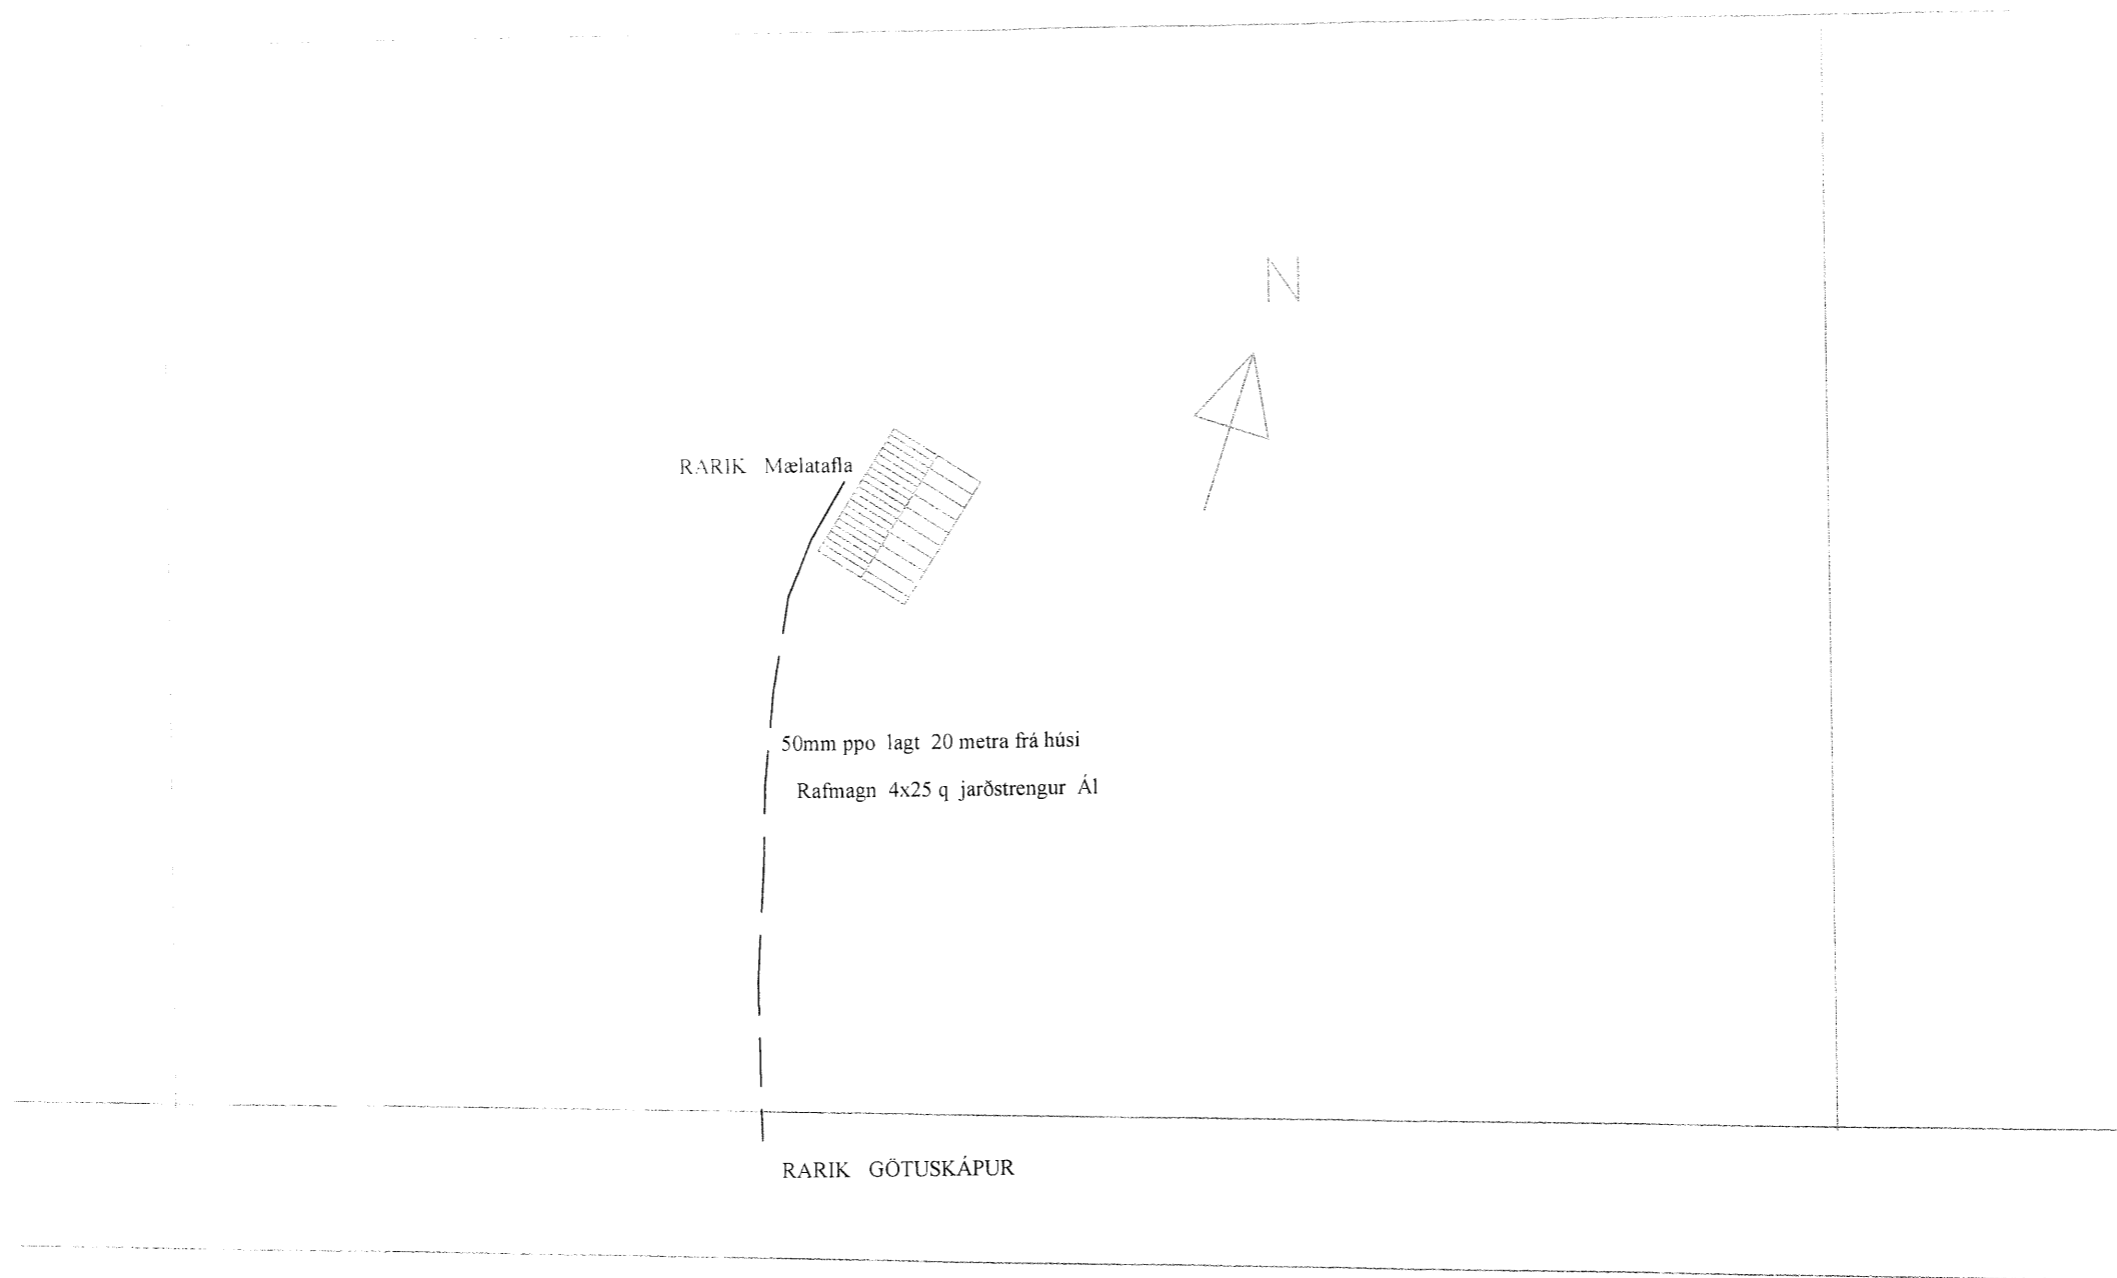 N
RARIK Mælatafla
50mm ppo lagt 20 metra frá húsi
Rafmagn 4x25 q jarðstrengur Ál
RARIK GÖTUSKÁPUR